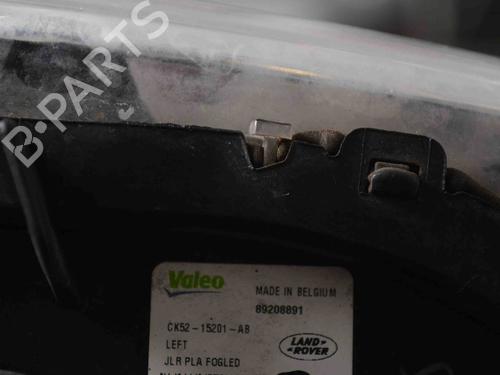 B-PARTS
Valeo
MADE IN BELGIUM
89208891
CK52-15201-AB
LEFT
LAND
ROVER
JLR PLA FOGLED